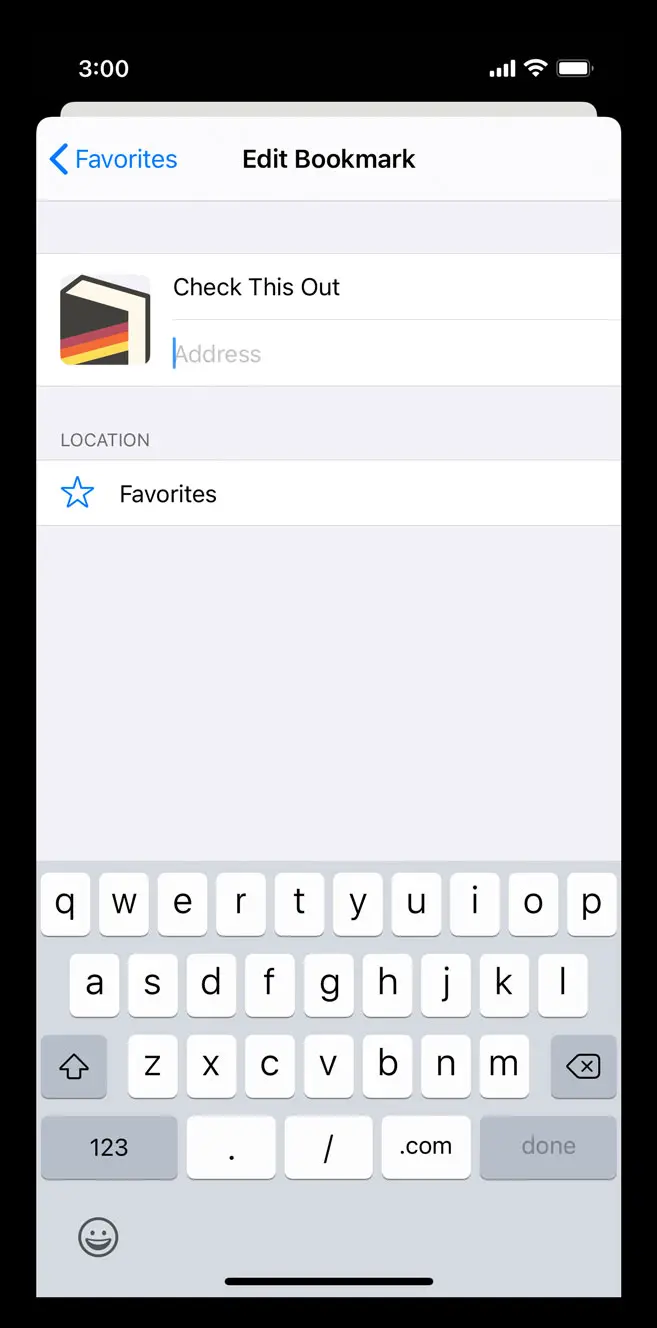 3:00
Favorites Edit Bookmark
Check This Out
Address
LOCATION
Favorites
q w e r t y u i o p
a s d f g h j k l
z x c v b n m
123 . / .com done